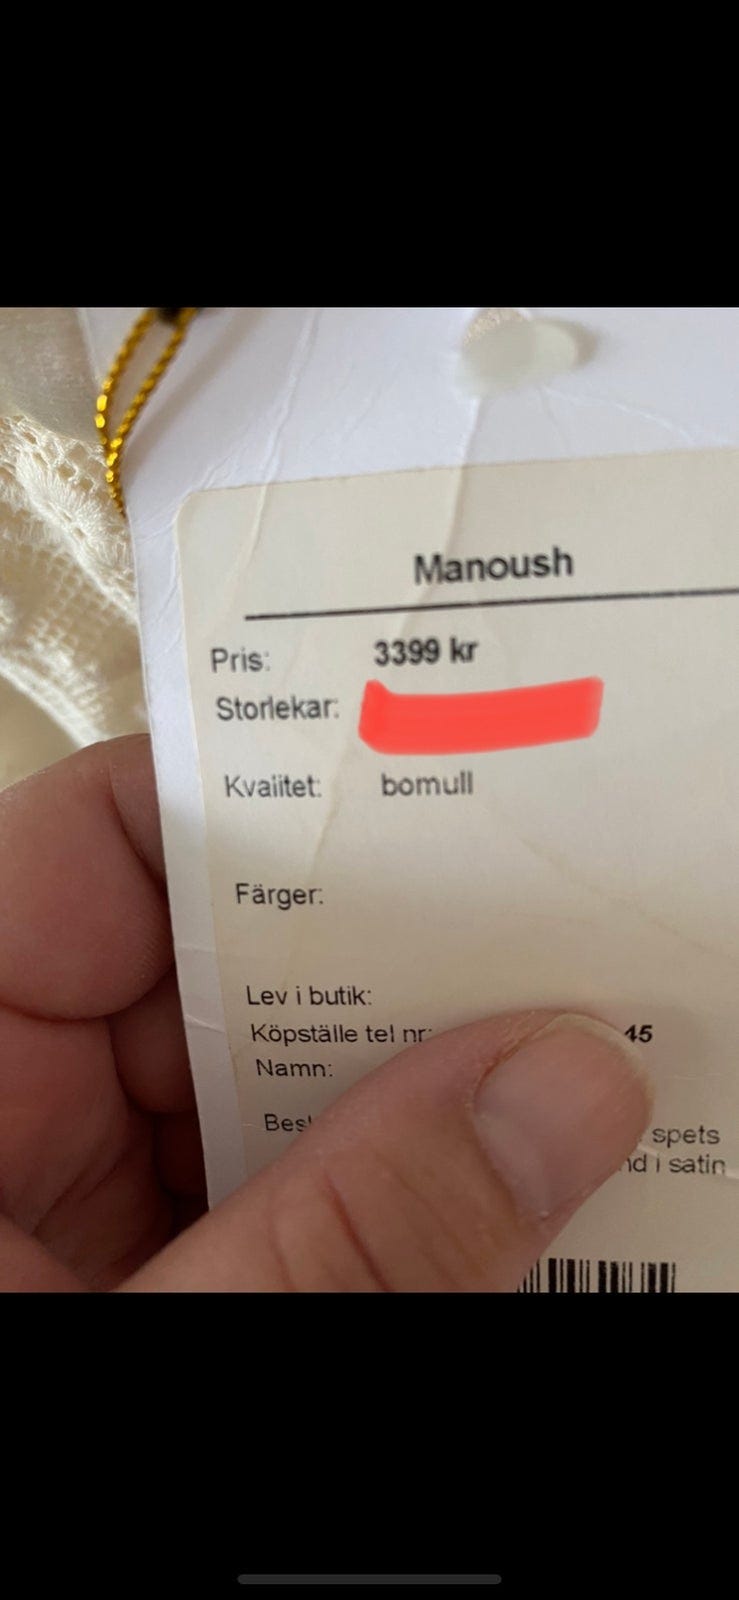 Manoush
Pris: 3399 kr
Storlekar:
Kvalitet: bomull
Färger:
Lev i butik:
Köpställe tel nr: 45
Namn:
spets
i satin